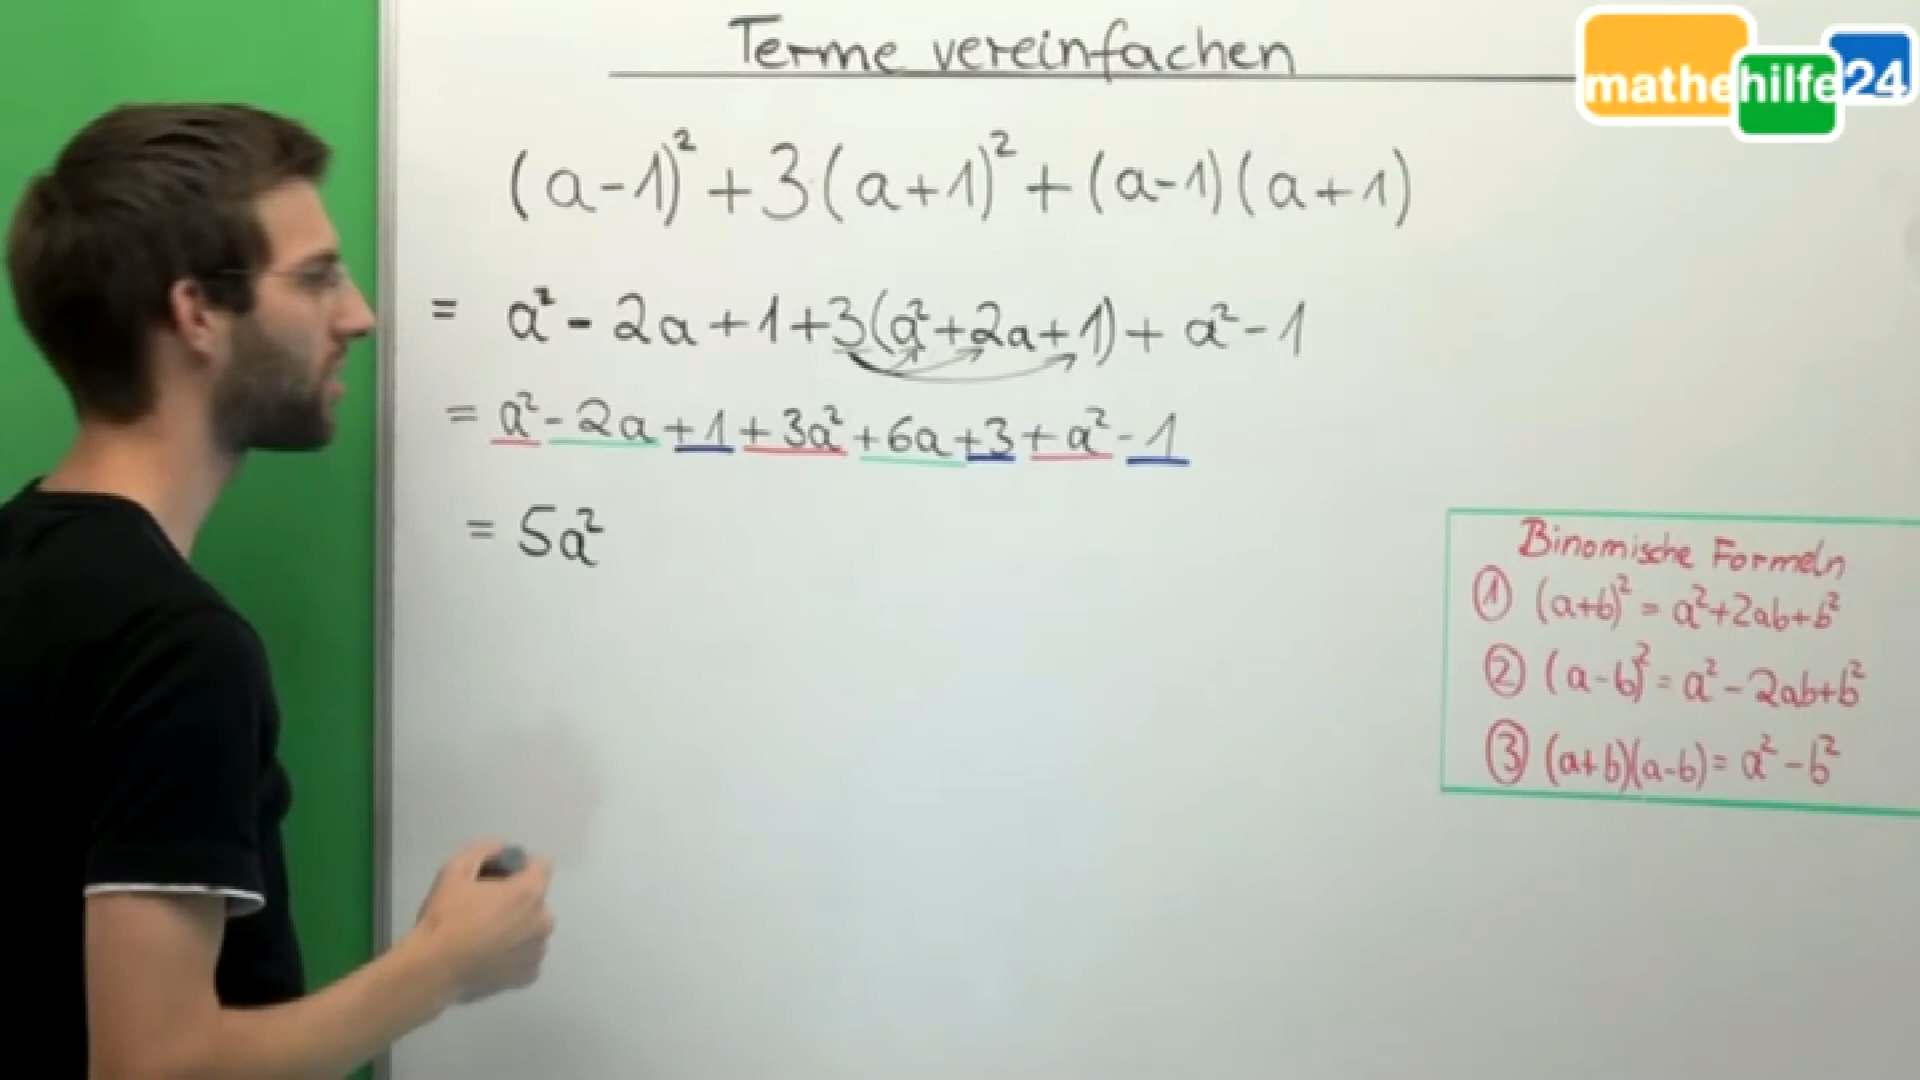 Terme vereinfachen
mathehilfe24
(a-1)² + 3(a+1)² + (a-1)(a+1)
= a² - 2a + 1 + 3(a² + 2a + 1) + a² - 1
= a² - 2a + 1 + 3a² + 6a + 3 + a² - 1
= 5a²
Binomische Formeln
① (a+b)² = a² + 2ab + b²
② (a-b)² = a² - 2ab + b²
③ (a+b)(a-b) = a² - b²